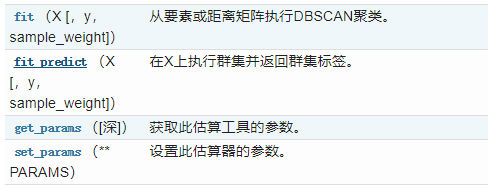 fit（X [，y，
sample_weight]）
从要素或距离矩阵执行DBSCAN聚类。
fit_predict（X
[，y，
sample_weight]）
在X上执行群集并返回群集标签。
get_params（[深]）
获取此估算工具的参数。
set_params（**
PARAMS）
设置此估算器的参数。